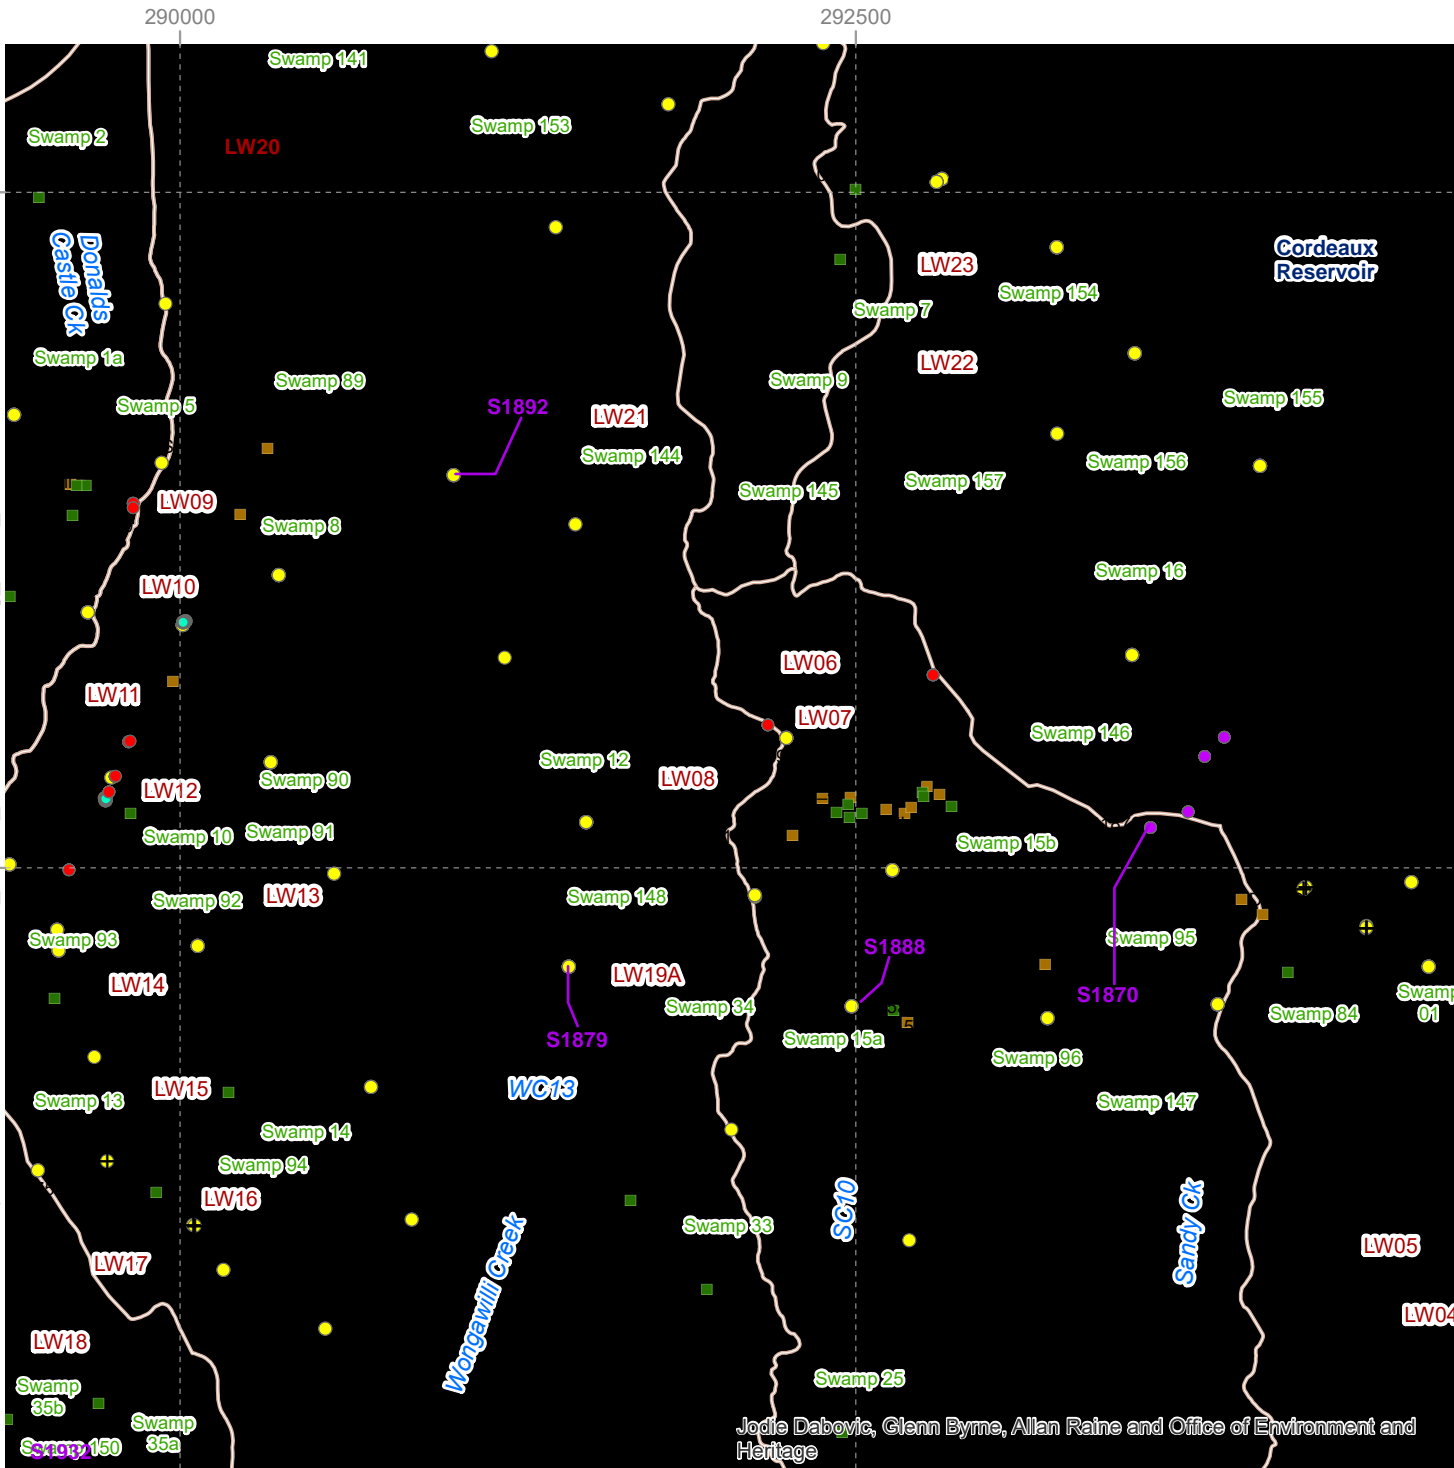 290000
292500
Swamp 141
Swamp 153
Swamp 2
LW20
Donalds
Castle Ck
Cordeaux
Reservoir
LW23
Swamp 154
Swamp 7
Swamp 1a
LW22
Swamp 89
Swamp 9
Swamp 5
S1892
LW21
Swamp 155
Swamp 144
Swamp 156
Swamp 157
Swamp 145
LW09
Swamp 8
Swamp 16
LW10
LW06
LW11
LW07
Swamp 146
Swamp 12
LW08
Swamp 90
LW12
Swamp 10
Swamp 91
Swamp 15b
LW13
Swamp 148
Swamp 92
Swamp 93
S1888
Swamp 95
LW14
LW19A
S1870
Swamp
01
Swamp 34
Swamp 84
S1879
Swamp 15a
Swamp 96
LW15
WC13
Swamp 13
Swamp 147
Swamp 14
Swamp 94
LW16
SC10
Sandy Ck
Swamp 33
LW05
LW17
Wongawilli Creek
LW04
LW18
Swamp 25
Swamp
35b
Swamp
35a
S1932
Jodie Dabovic, Glenn Byrne, Allan Raine and Office of Environment and
Heritage